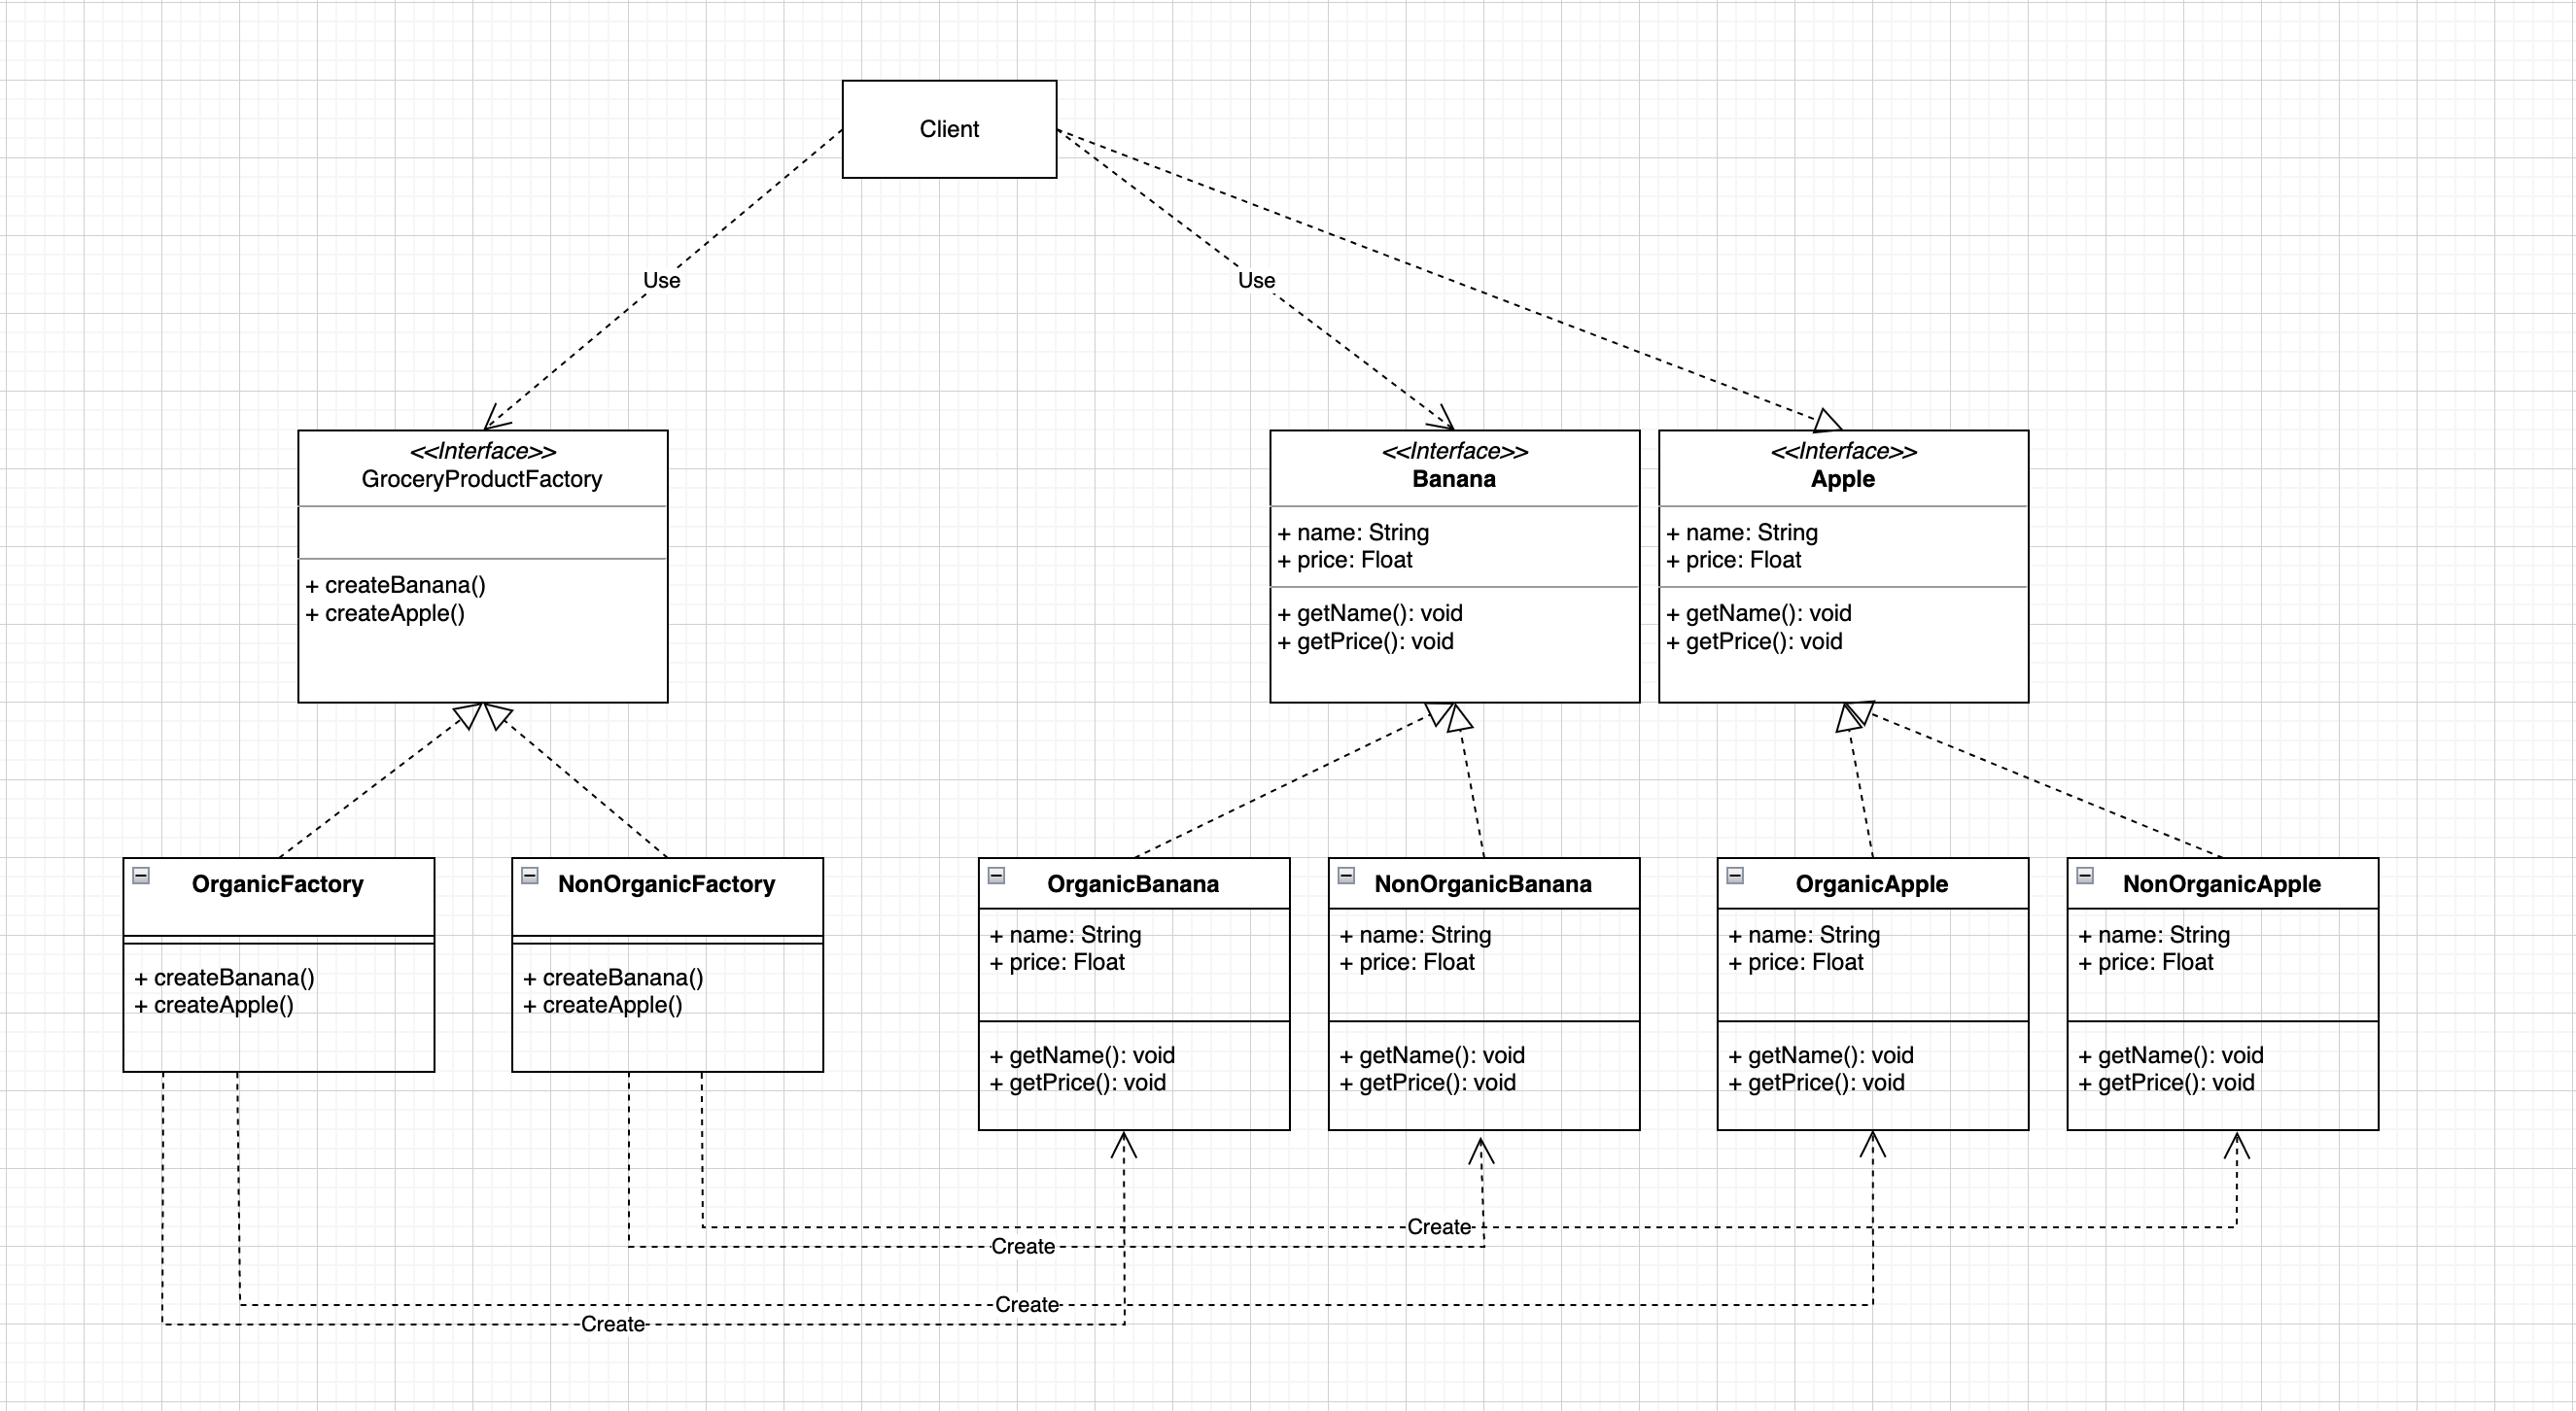 Client
Use
Use
<<Interface>>
GroceryProductFactory
+ createBanana()
+ createApple()
<<Interface>>
Banana
+ name: String
+ price: Float
+ getName(): void
+ getPrice(): void
<<Interface>>
Apple
+ name: String
+ price: Float
+ getName(): void
+ getPrice(): void
OrganicFactory
+ createBanana()
+ createApple()
NonOrganicFactory
+ createBanana()
+ createApple()
OrganicBanana
+ name: String
+ price: Float
+ getName(): void
+ getPrice(): void
NonOrganicBanana
+ name: String
+ price: Float
+ getName(): void
+ getPrice(): void
OrganicApple
+ name: String
+ price: Float
+ getName(): void
+ getPrice(): void
NonOrganicApple
+ name: String
+ price: Float
+ getName(): void
+ getPrice(): void
Create
Create
Create
Create